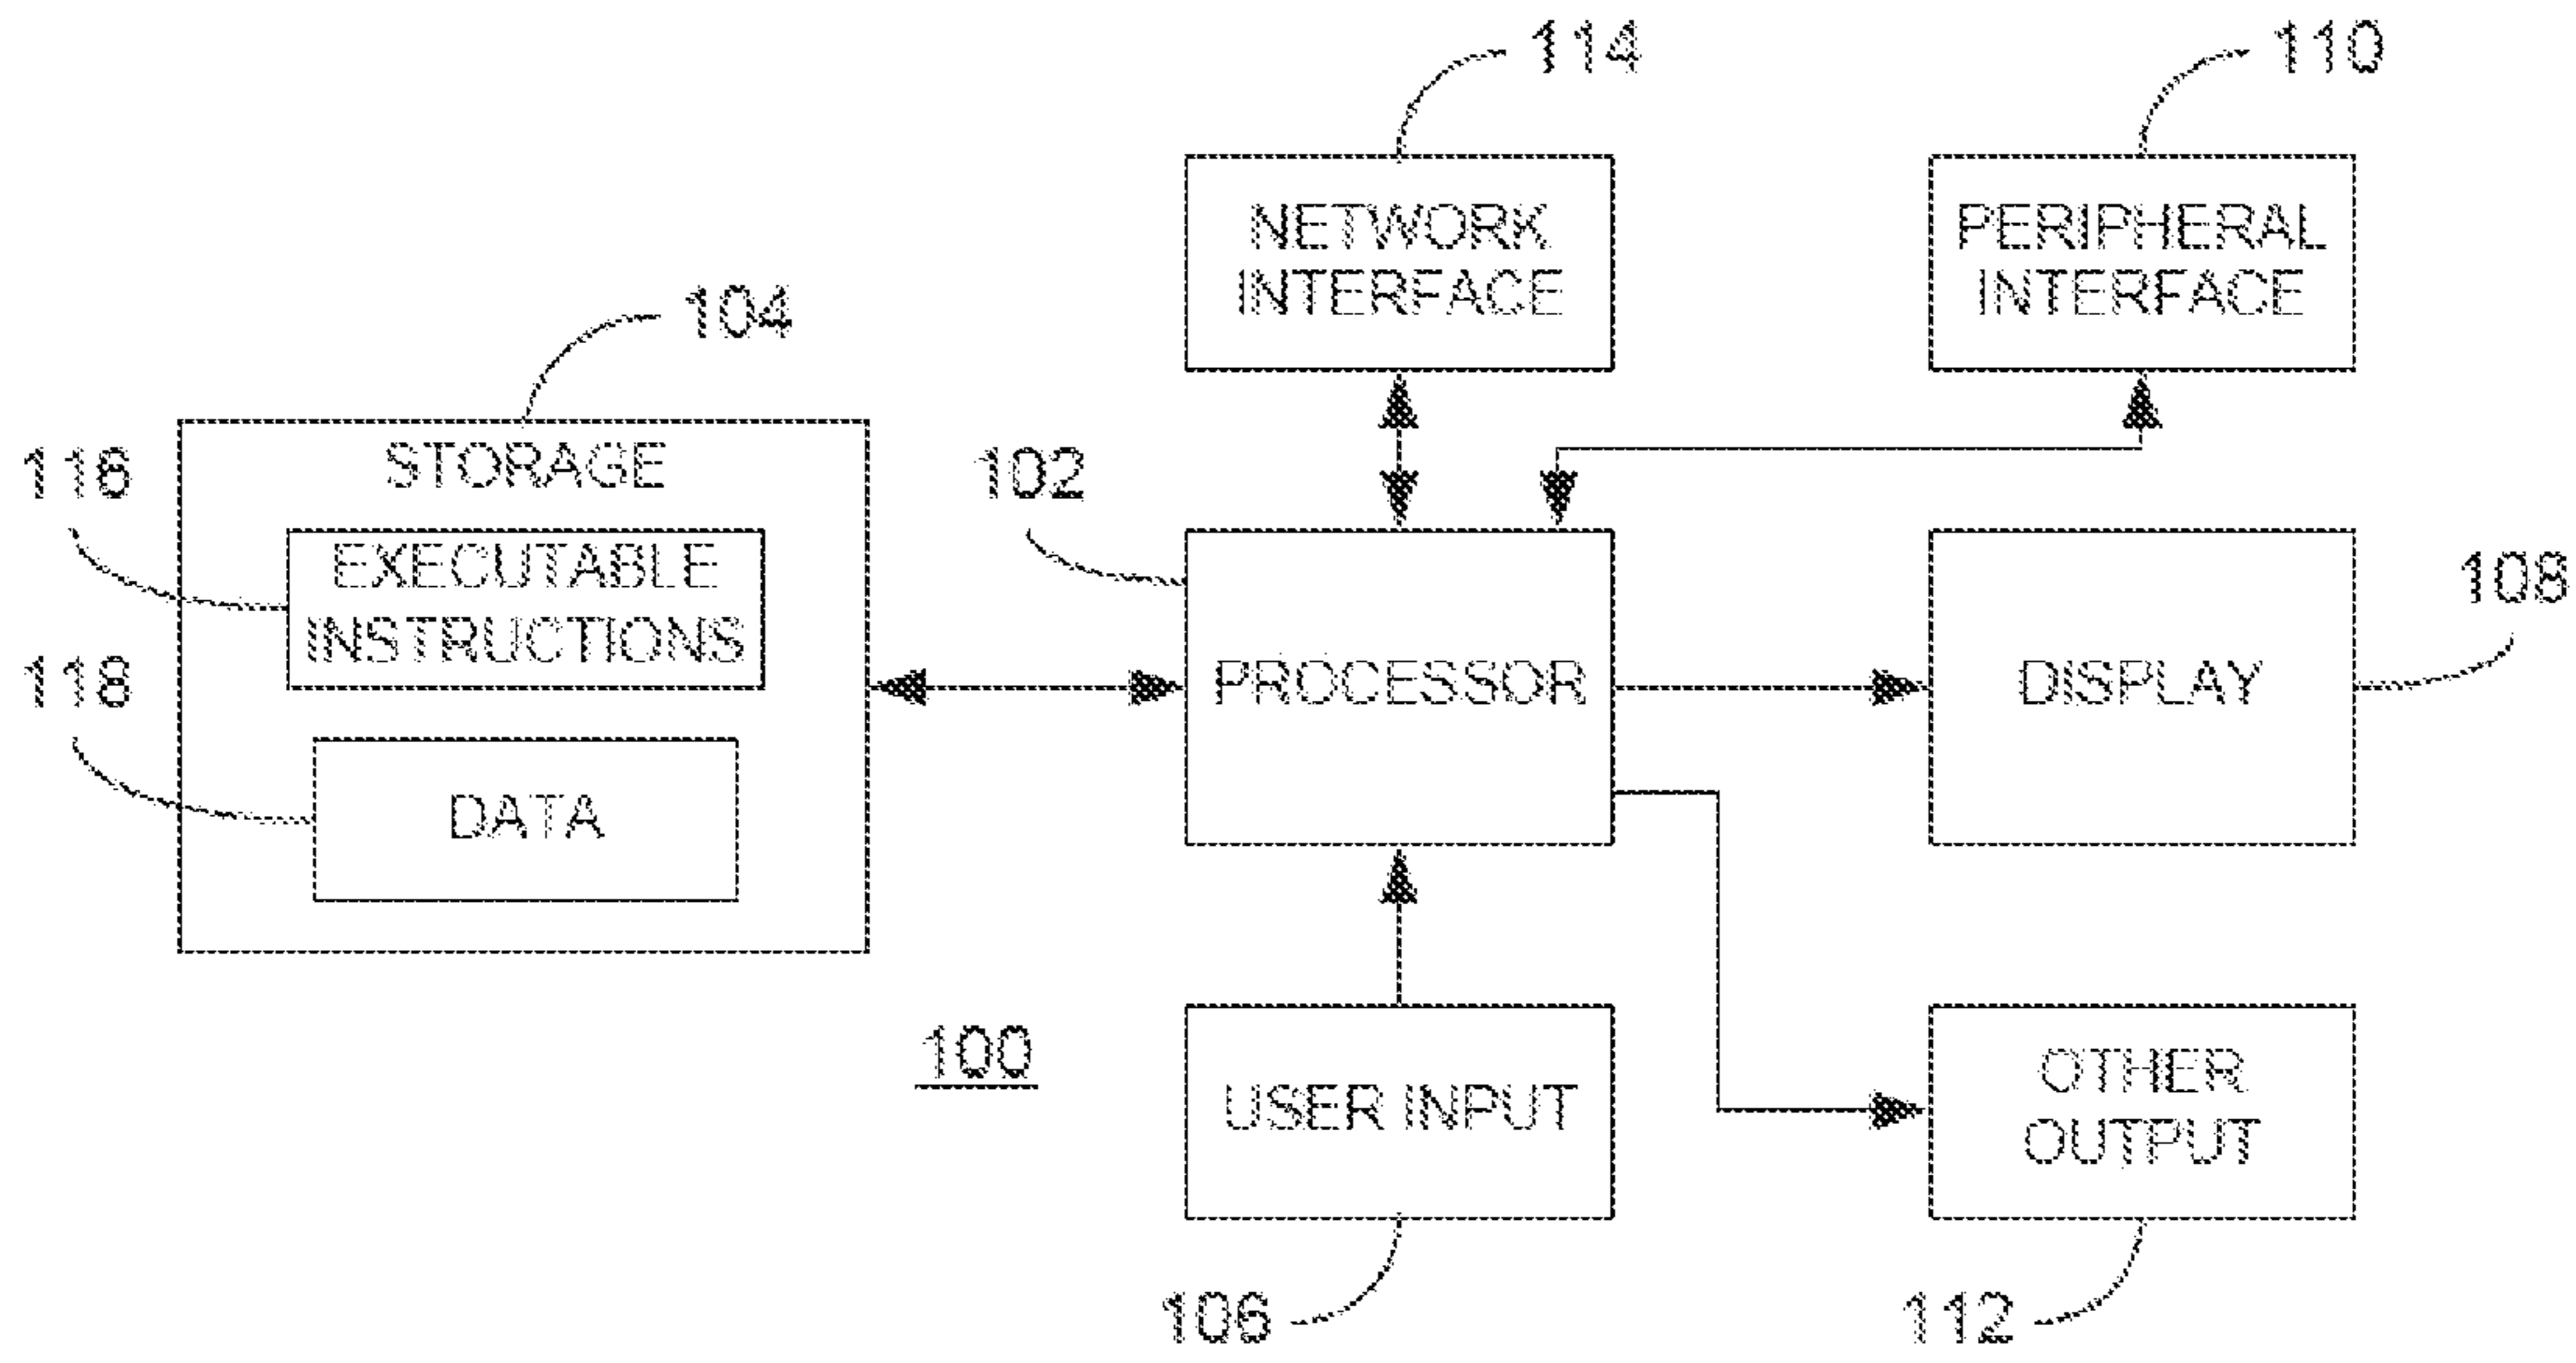 114
110
NETWORK
INTERFACE
PERIPHERAL
INTERFACE
104
STORAGE
116
102
EXECUTABLE
INSTRUCTIONS
108
118
PROCESSOR
DISPLAY
DATA
100
USER INPUT
OTHER
OUTPUT
106
112